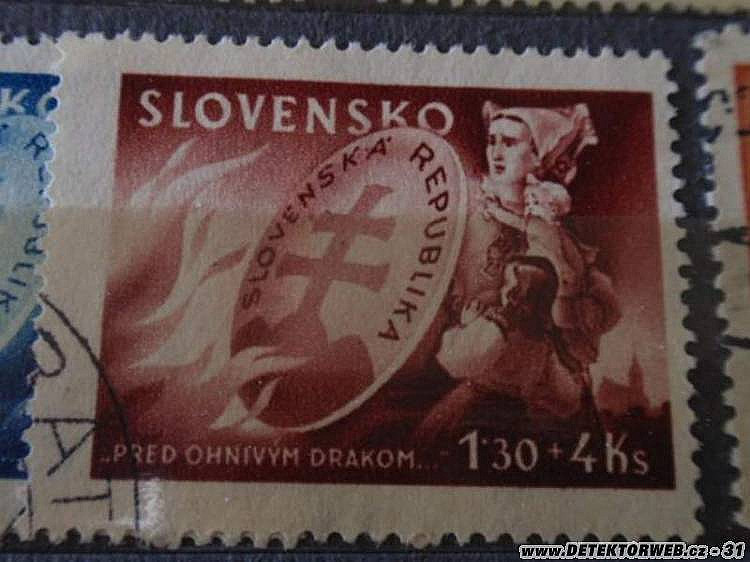 SLOVENSKO
SLOVENSKÁ REPUBLIKA
„PRED OHNIVÝM DRAKOM..."
1·30 + 4 Ks
www.DETEKTORWEB.cz - 31